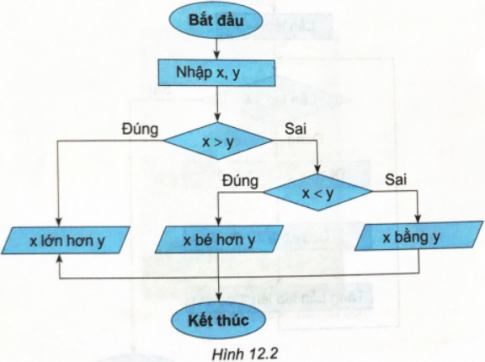 Bắt đầu
Nhập x, y
Đúng
x > y
Sai
Đúng
x < y
Sai
x lớn hơn y
x bé hơn y
x bằng y
Kết thúc
Hình 12.2